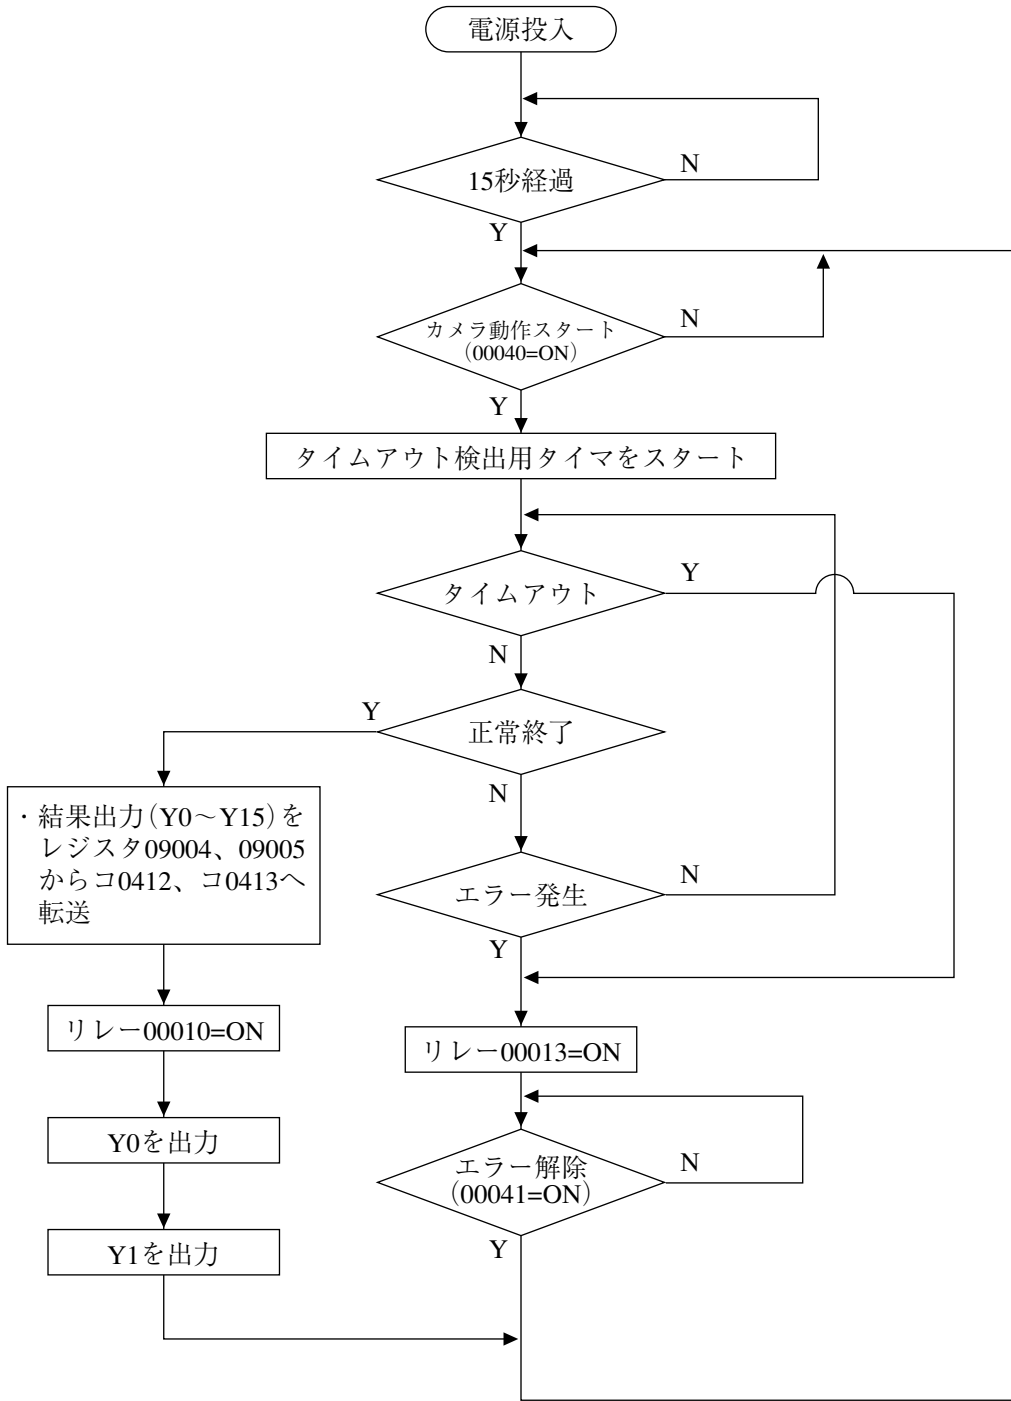 電源投入
15秒経過
N
Y
カメラ動作スタート
(00040=ON)
N
Y
タイムアウト検出用タイマをスタート
タイムアウト
Y
N
正常終了
Y
N
・結果出力(Y0〜Y15)を
レジスタ09004、09005
からコ0412、コ0413へ
転送
エラー発生
N
Y
リレー00010=ON
リレー00013=ON
Y0を出力
エラー解除
(00041=ON)
N
Y
Y1を出力